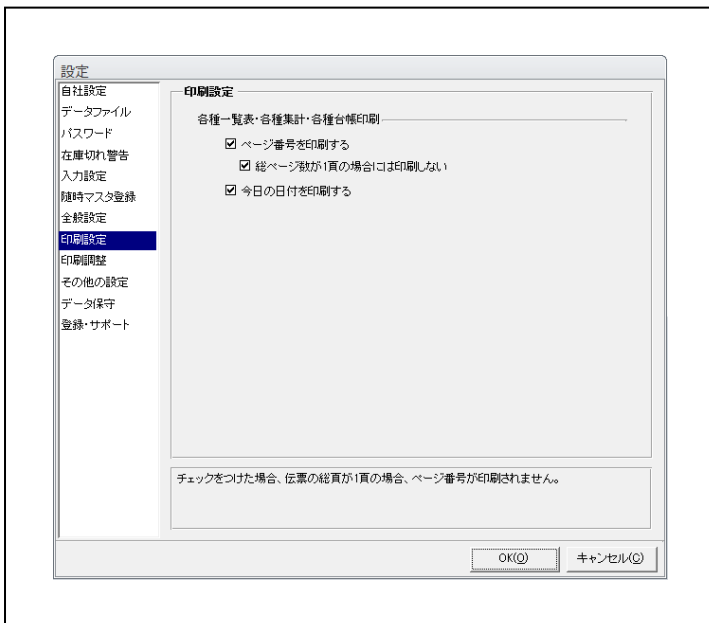 設定
自社設定
データファイル
パスワード
在庫切れ警告
入力設定
随時マスタ登録
全般設定
印刷設定
印刷調整
その他の設定
データ保守
登録・サポート
印刷設定
各種一覧表・各種集計・各種台帳印刷
ページ番号を印刷する
総ページ数が1頁の場合には印刷しない
今日の日付を印刷する
チェックをつけた場合、伝票の総頁が1頁の場合、ページ番号が印刷されません。
OK(O)
キャンセル(C)